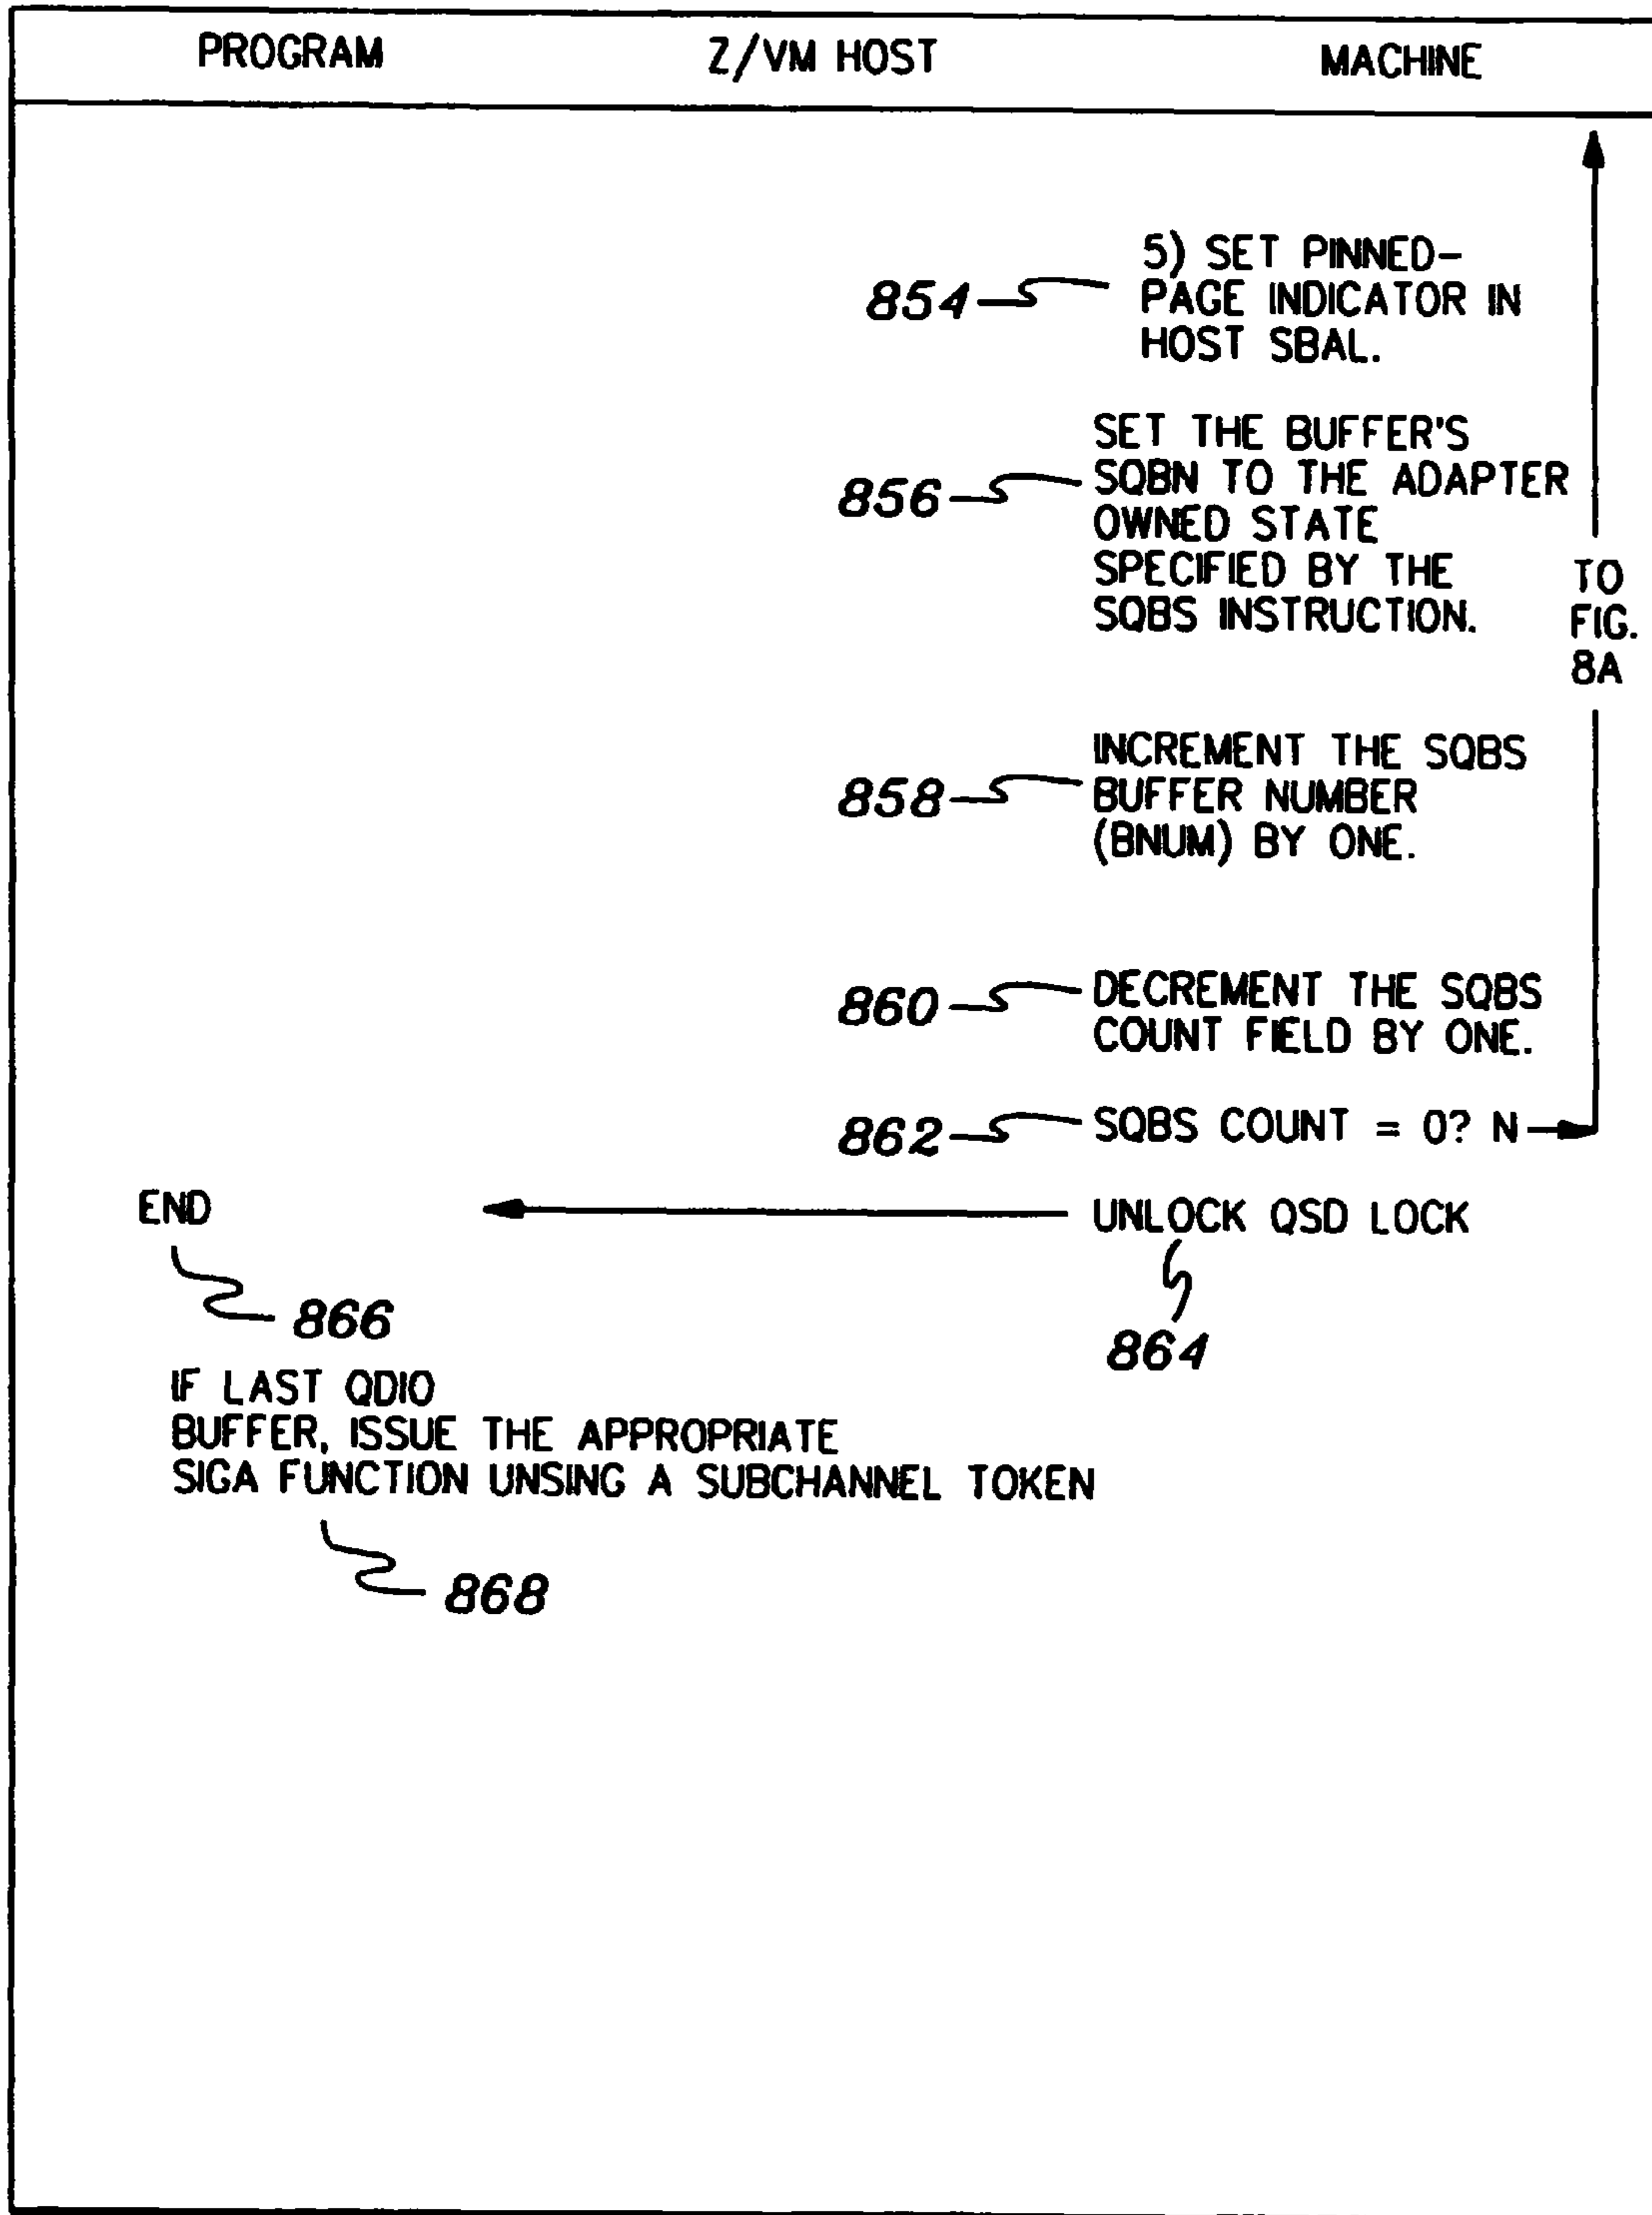 PROGRAM Z/VM HOST MACHINE
5) SET PINNED-
854 PAGE INDICATOR IN
HOST SBAL.
SET THE BUFFER'S
856 SQBN TO THE ADAPTER
OWNED STATE
SPECIFIED BY THE
SQBS INSTRUCTION.
TO
FIG.
8A
INCREMENT THE SQBS
858 BUFFER NUMBER
(BNUM) BY ONE.
860 DECREMENT THE SQBS
COUNT FIELD BY ONE.
862 SQBS COUNT = 0? N
END UNLOCK QSD LOCK
866
864
IF LAST QDIO
BUFFER, ISSUE THE APPROPRIATE
SIGA FUNCTION UNSING A SUBCHANNEL TOKEN
868